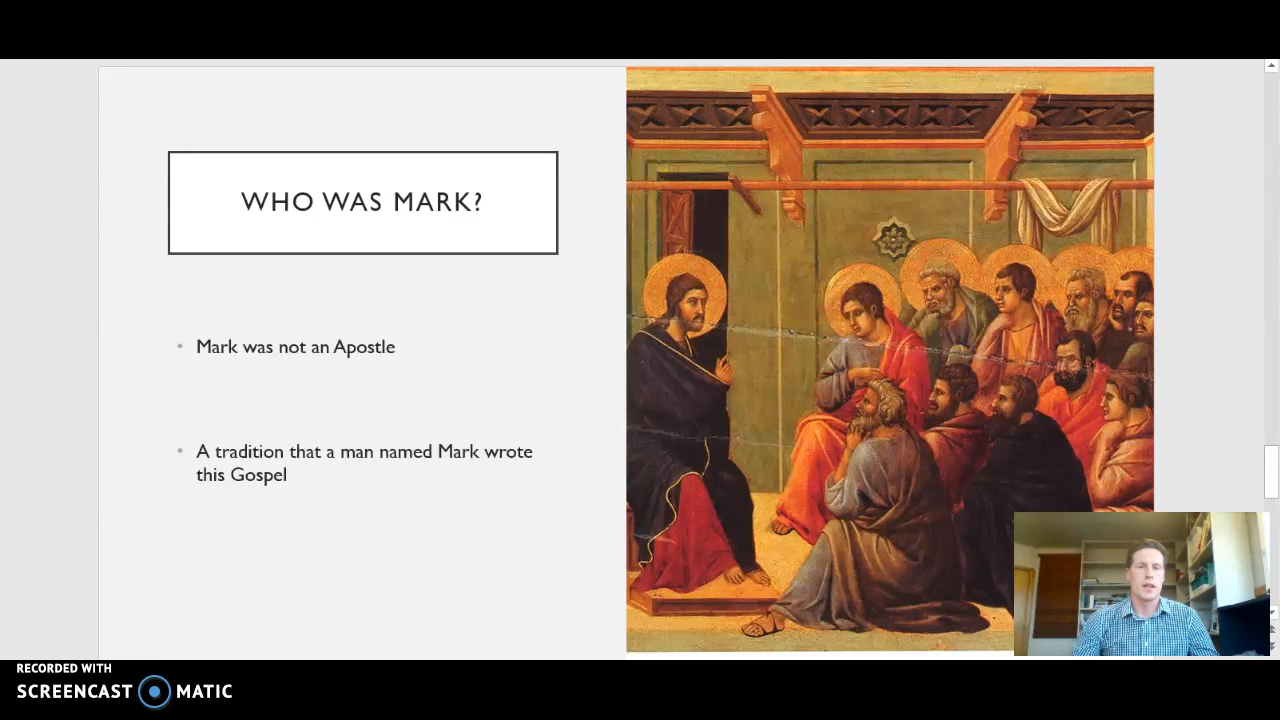 WHO WAS MARK?
Mark was not an Apostle
A tradition that a man named Mark wrote
this Gospel
RECORDED WITH
SCREENCAST MATIC